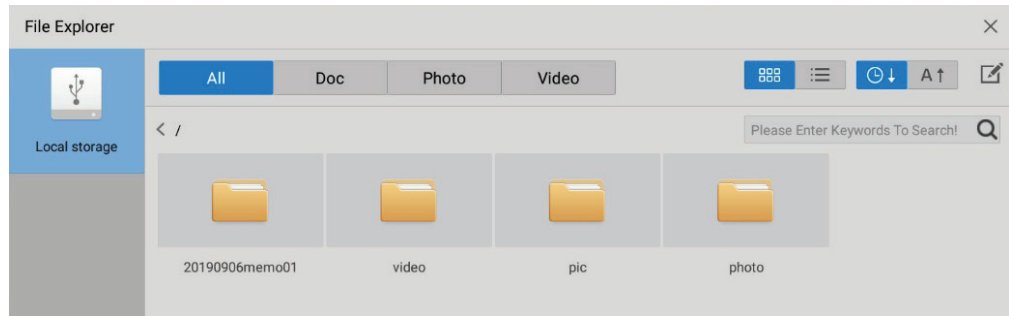 File Explorer
All Doc Photo Video A
/ Please Enter Keywords To Search!
Local storage
20190906memo01 video pic photo